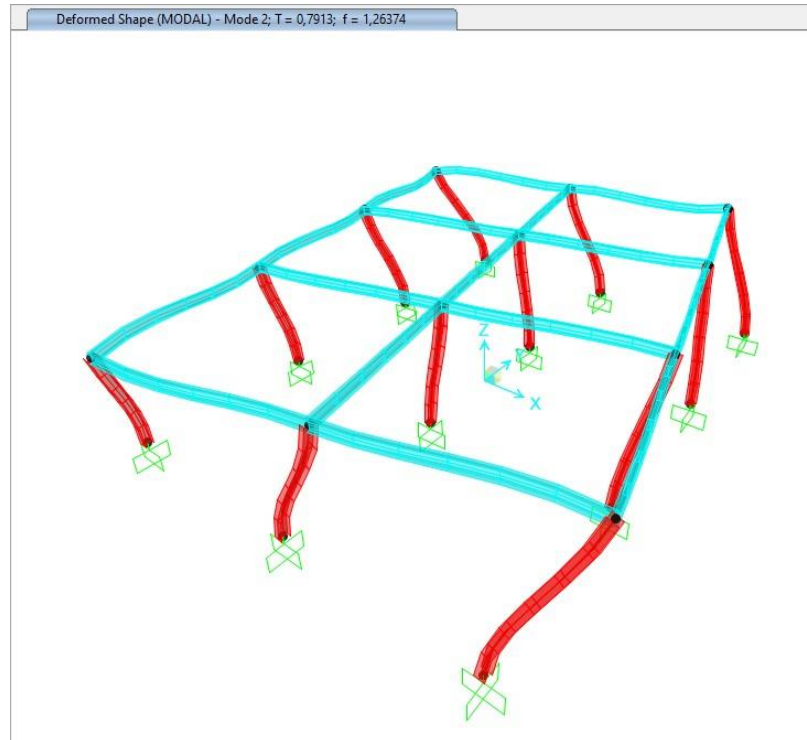 Deformed Shape (MODAL) - Mode 2; T = 0,7913; f = 1,26374
Z
X